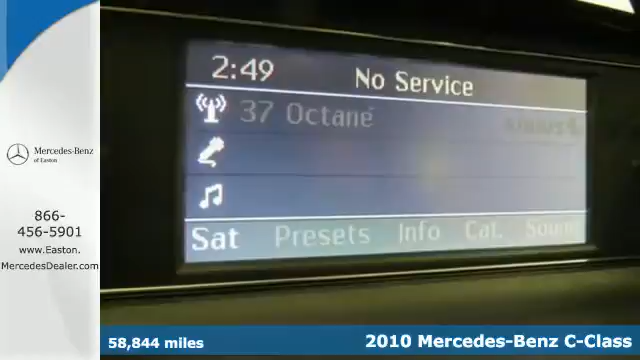 Mercedes-Benz
of Easton
866-
456-5901
www.Easton.
MercedesDealer.com
2:49
No Service
37 Octane
SIRIUS
Sat Presets Info Cat. Sound
58,844 miles
2010 Mercedes-Benz C-Class